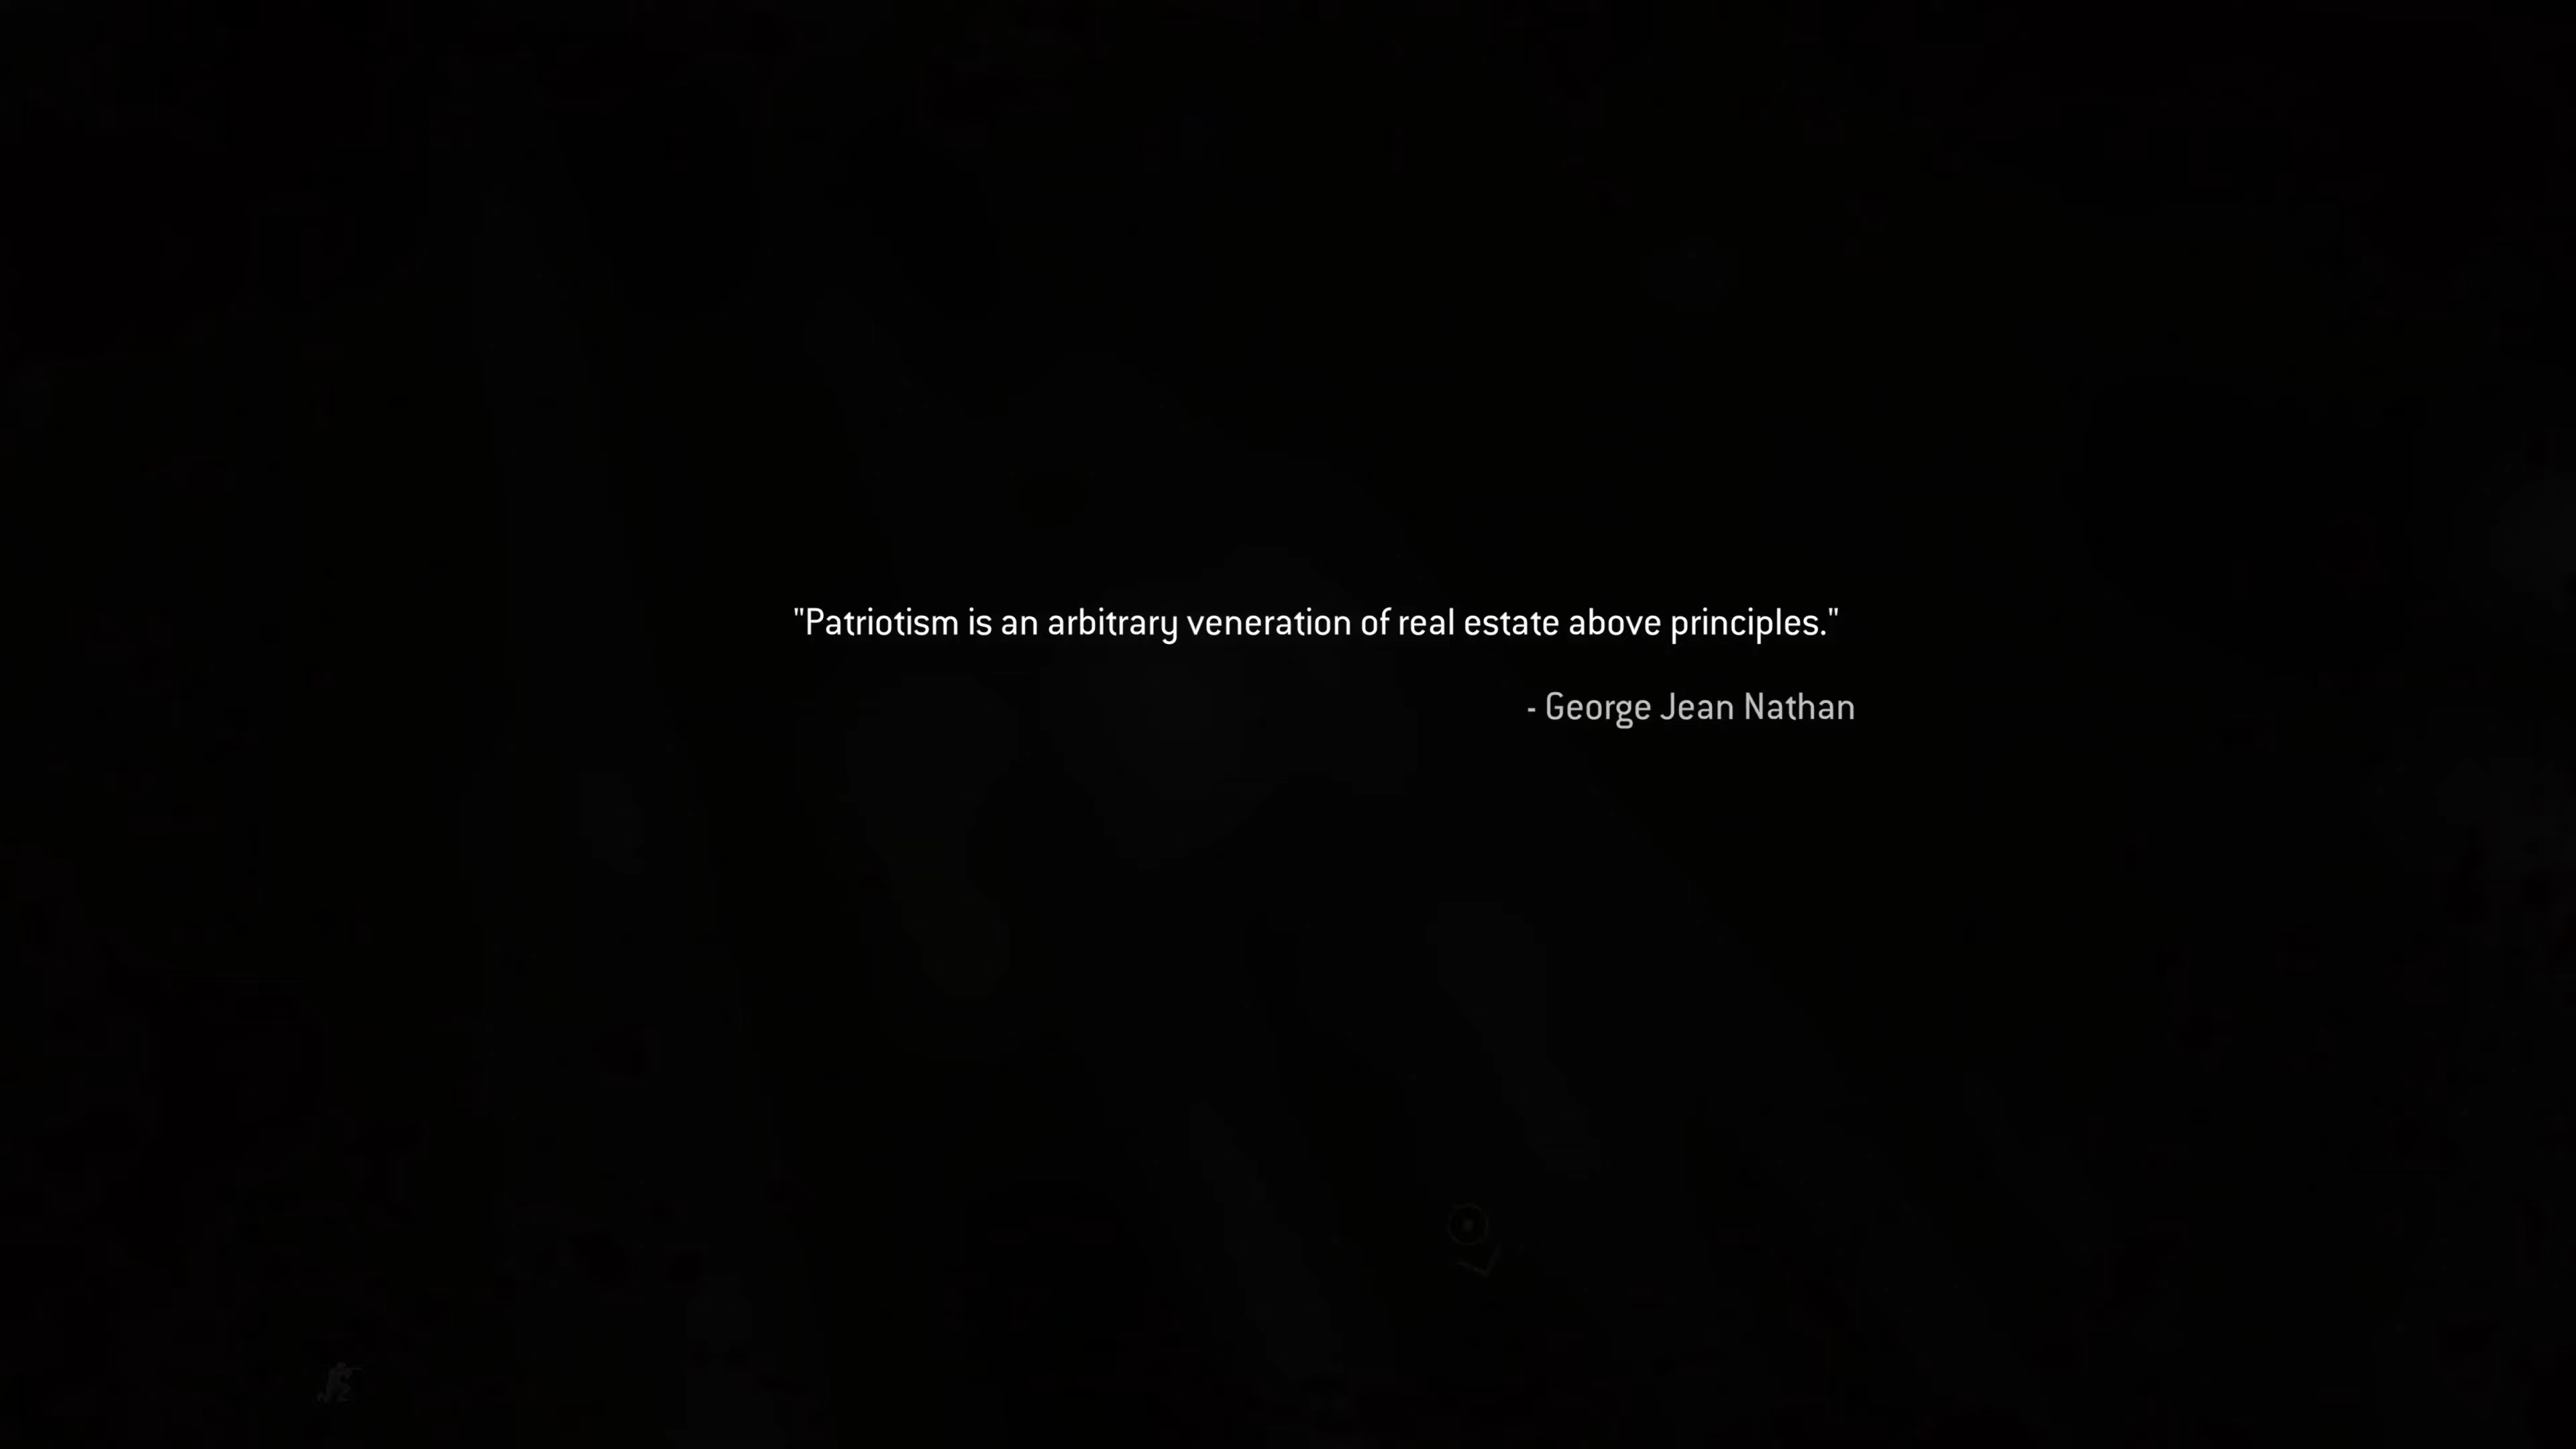 "Patriotism is an arbitrary veneration of real estate above principles."
- George Jean Nathan